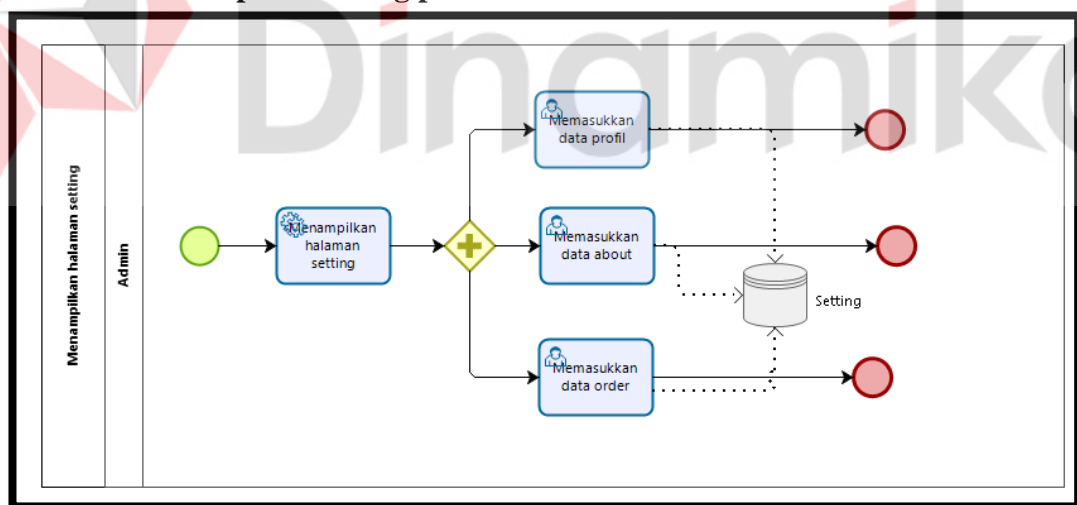 Dinamika
Menampilkan halaman setting
Admin
Menampilkan
halaman
setting
Memasukkan
data profil
Memasukkan
data about
Memasukkan
data order
Setting